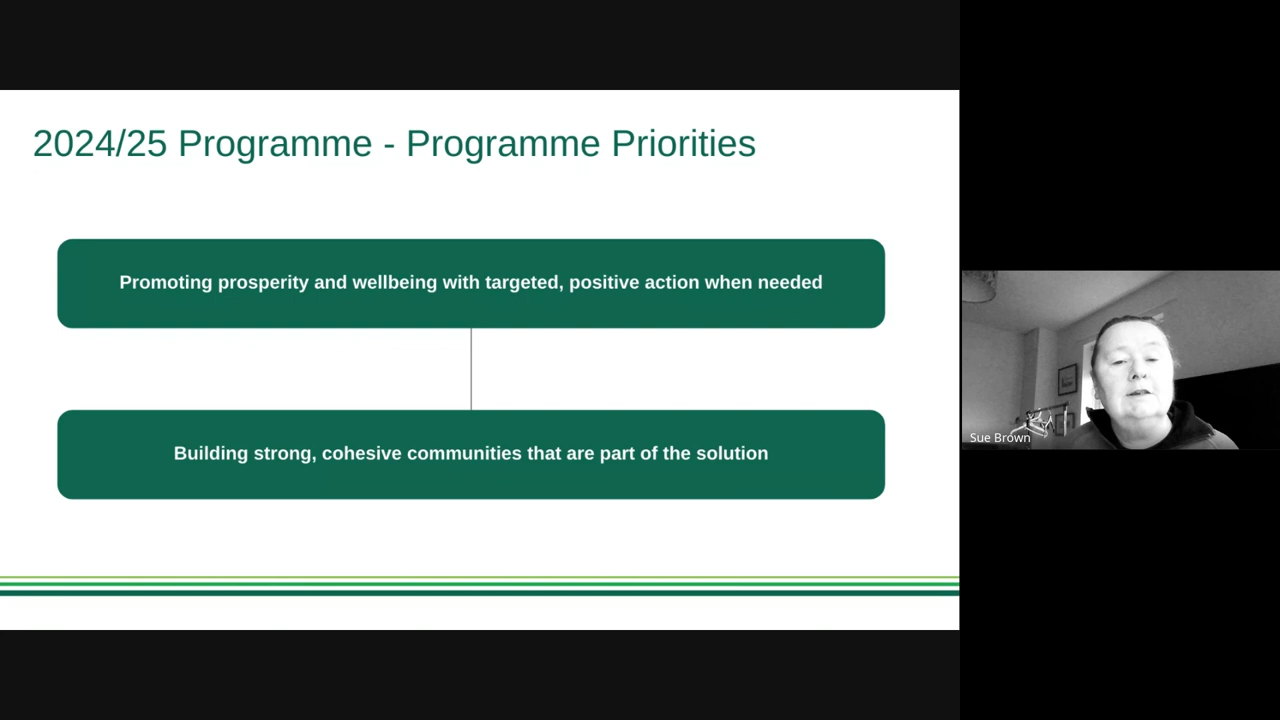 2024/25 Programme - Programme Priorities
Promoting prosperity and wellbeing with targeted, positive action when needed
Building strong, cohesive communities that are part of the solution
Sue Brown